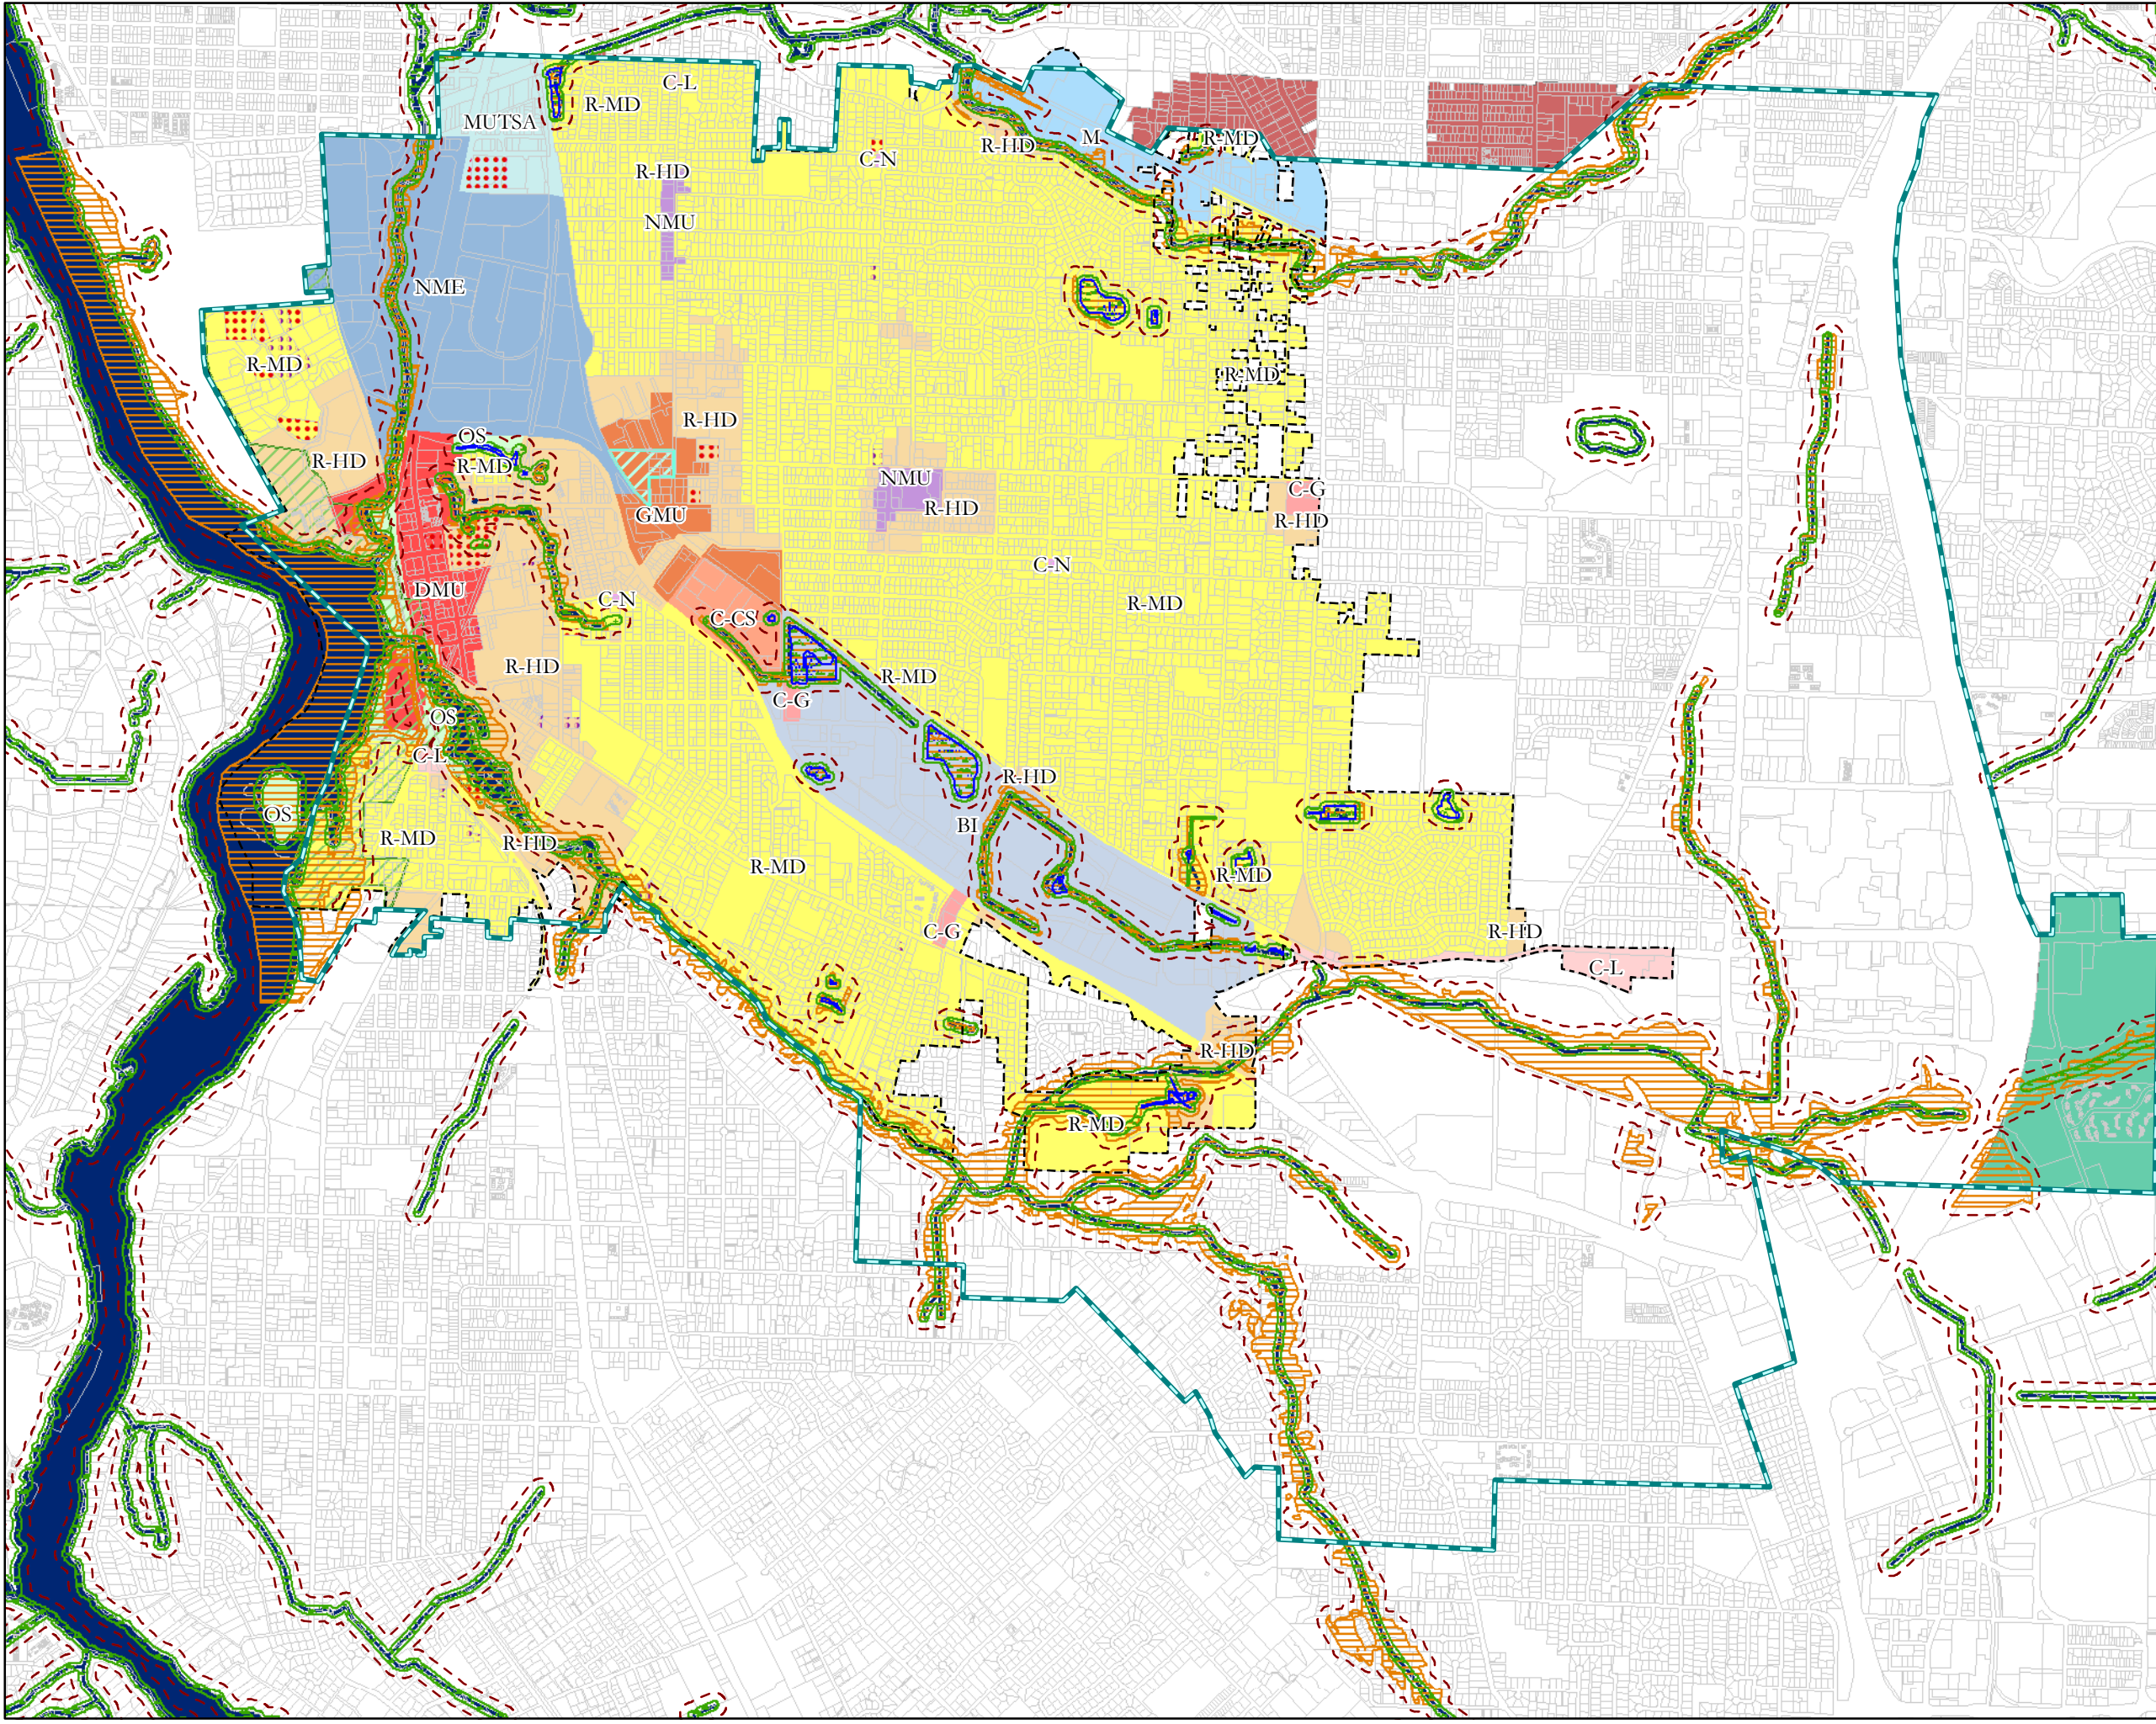 C-L
R-MD
MUTSA
M
R-MD
R-HD
C-N
R-HD
NMU
NME
R-MD
R-MD
R-HD
OS
R-HD
R-MD
NMU
C-G
R-HD
GMU
R-HD
C-N
DMU
C-N
R-MD
C-CS
R-HD
R-MD
C-G
OS
C-L
R-HD
OS
BI
R-MD
R-HD
R-MD
R-MD
C-G
R-HD
C-L
R-HD
R-MD